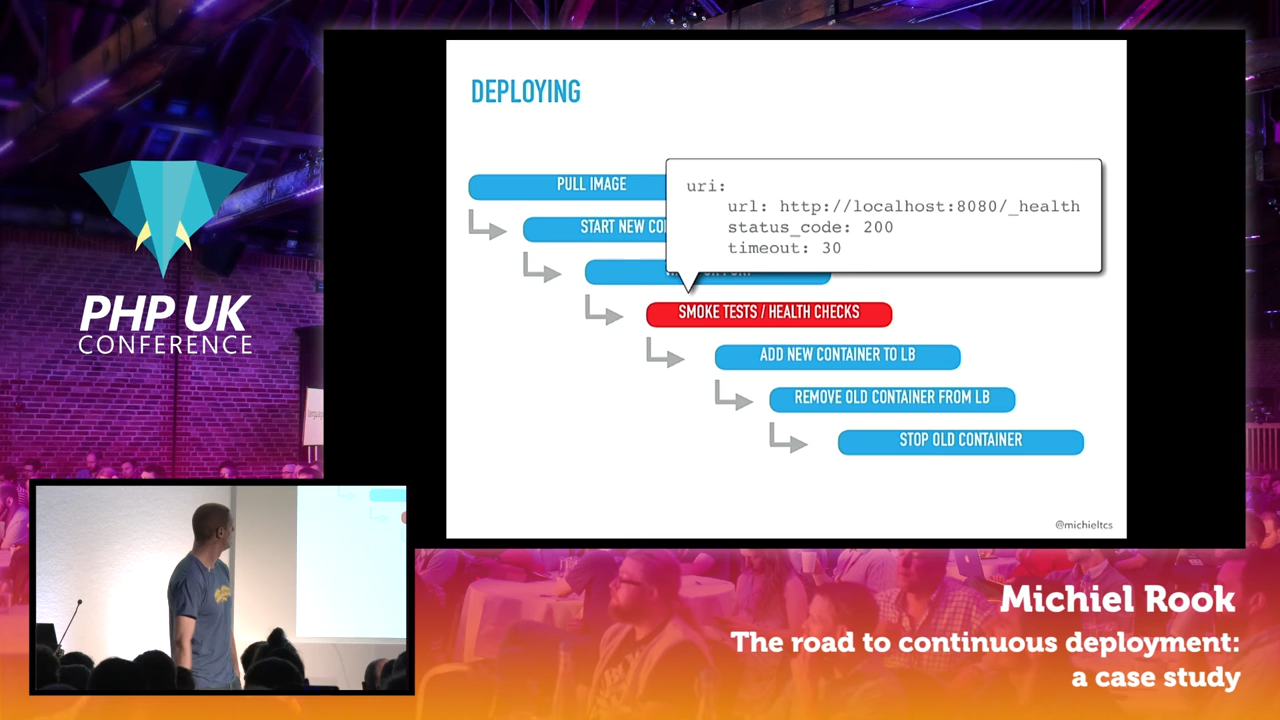 DEPLOYING
PULL IMAGE
uri:
url: http://localhost:8080/_health
status_code: 200
timeout: 30
START NEW
SMOKE TESTS / HEALTH CHECKS
ADD NEW CONTAINER TO LB
REMOVE OLD CONTAINER FROM LB
STOP OLD CONTAINER
@michieltcs
PHP UK
CONFERENCE
Michiel Rook
The road to continuous deployment:
a case study